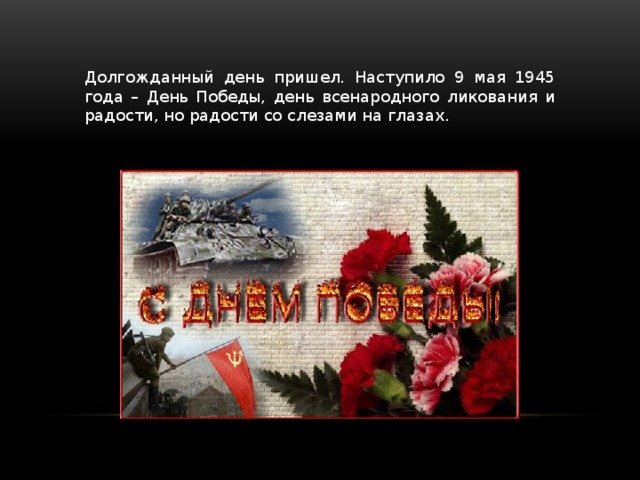 Долгожданный день пришел. Наступило 9 мая 1945
года – День Победы, день всенародного ликования и
радости, но радости со слезами на глазах.
С ДНЁМ ПОБЕДЫ!